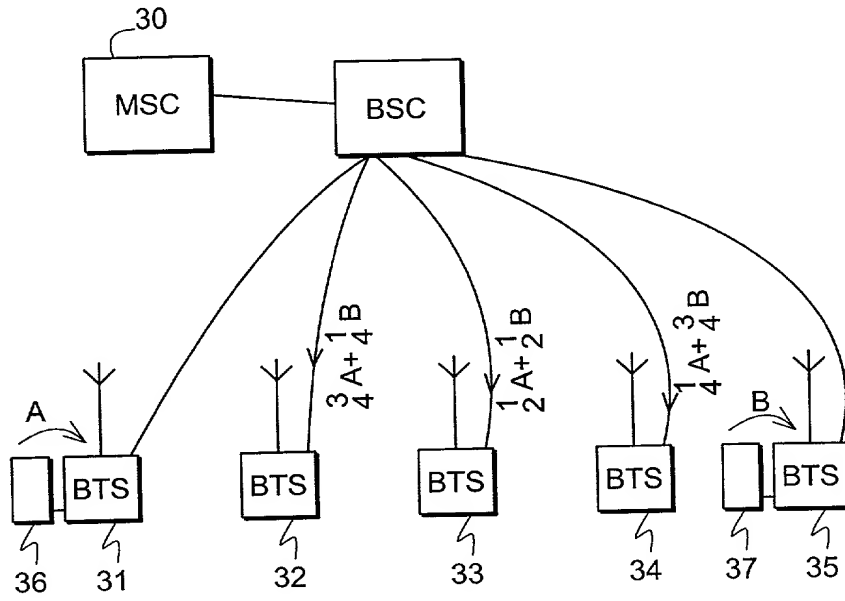 30
MSC
BSC
3/4 A+ 1/4 B
1/2 A+ 1/2 B
1/4 A+ 3/4 B
A
B
BTS
BTS
BTS
BTS
BTS
36
31
32
33
34
37
35